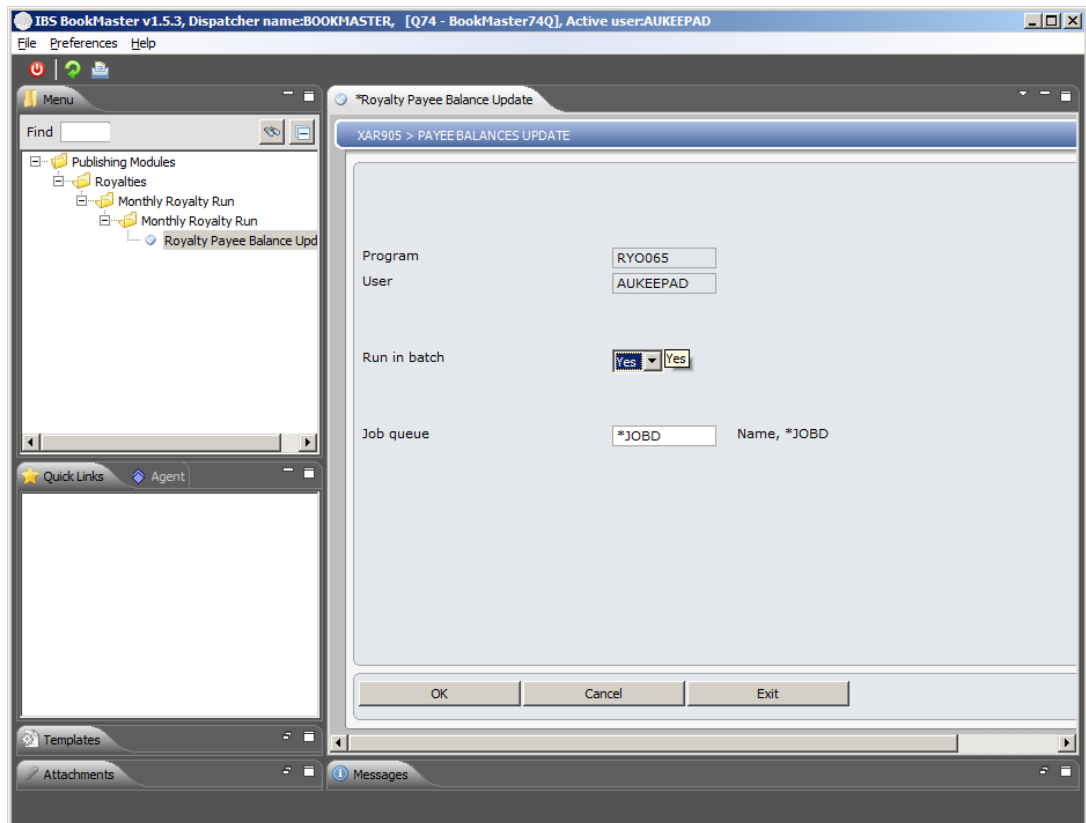 IBS BookMaster v1.5.3, Dispatcher name:BOOKMASTER, [Q74 - BookMaster74Q], Active user:AUKEEPAD
File Preferences Help
Menu
Find
Publishing Modules
Royalties
Monthly Royalty Run
Monthly Royalty Run
Royalty Payee Balance Upd
Quick Links Agent
Templates
Attachments
*Royalty Payee Balance Update
XAR905 > PAYEE BALANCES UPDATE
Program RYO065
User AUKEEPAD
Run in batch Yes Yes
Job queue *JOBD Name, *JOBD
OK Cancel Exit
Messages